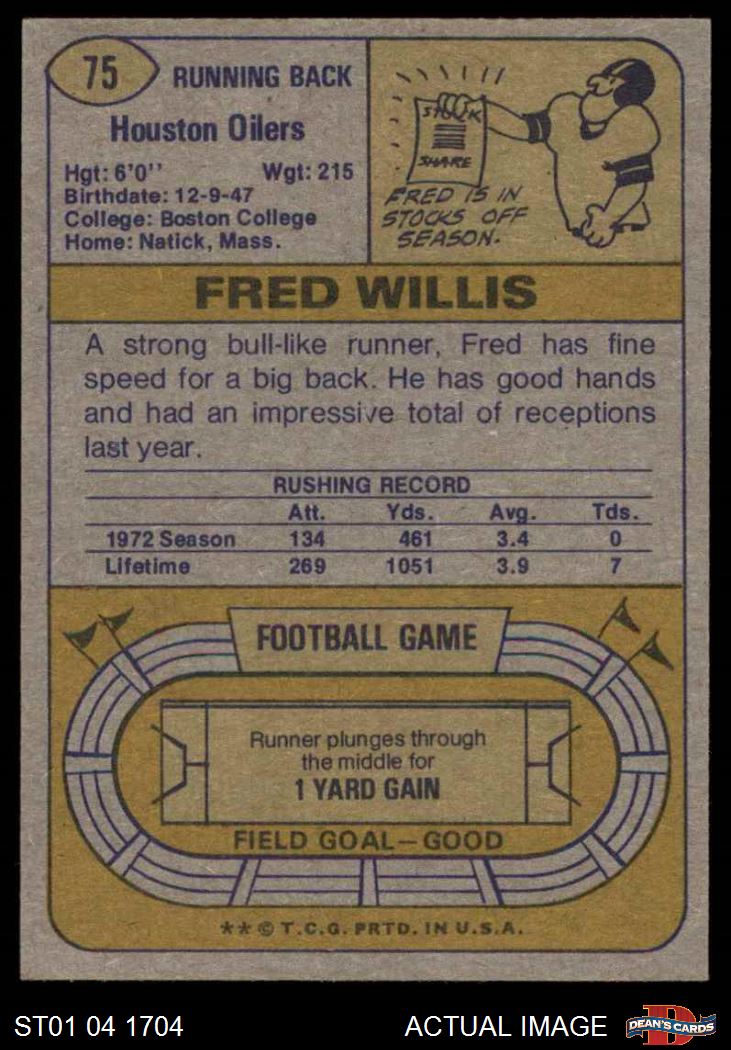 75
RUNNING BACK
Houston Oilers
Hgt: 6'0'' Wgt: 215
Birthdate: 12-9-47
College: Boston College
Home: Natick, Mass.
STOCK
SHARE
FRED IS IN
STOCKS OFF
SEASON.
FRED WILLIS
A strong bull-like runner, Fred has fine
speed for a big back. He has good hands
and had an impressive total of receptions
last year.
RUSHING RECORD
Att. Yds. Avg. Tds.
1972 Season 134 461 3.4 0
Lifetime 269 1051 3.9 7
FOOTBALL GAME
Runner plunges through
the middle for
1 YARD GAIN
FIELD GOAL—GOOD
**© T.C.G. PRTD. IN U.S.A.
ST01 04 1704 ACTUAL IMAGE D DEAN'S CARDS